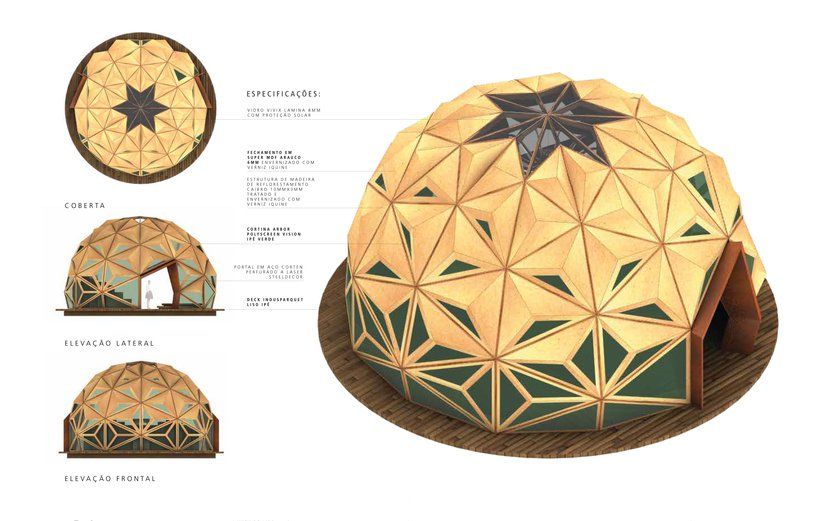 ESPECIFICAÇÕES:
VIDRO VIVIX LAMINA 8MM
COM PROTEÇÃO SOLAR
FECHAMENTO EM
SUPER MDF ARAUCO
6MM ENVERNIZADO COM
VERNIZ IQUINE
ESTRUTURA DE MADEIRA
DE REFLORESTAMENTO
TRATADO E
ENVERNIZADO COM
VERNIZ IQUINE
COBERTA
CORTINA ARBOR
POLYSCREEN VISION
IPÊ VERDE
PORTAL EM AÇO CORTEN
PERFURADO A LASER
STEELDECOR
DECK INDUSPARQUET
LISO IPÊ
ELEVAÇÃO LATERAL
ELEVAÇÃO FRONTAL